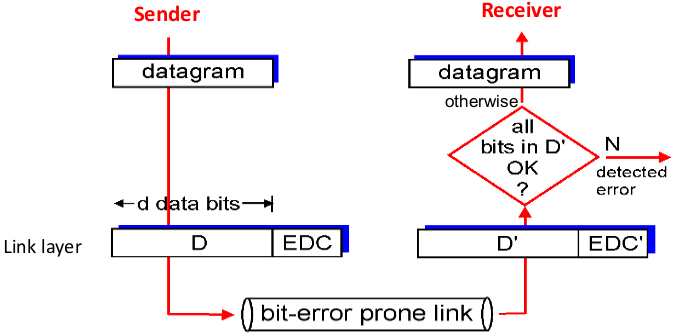 Sender
Receiver
datagram
datagram
otherwise
all
bits in D'
OK
?
N
detected
error
d data bits
Link layer
D
EDC
D'
EDC'
bit-error prone link